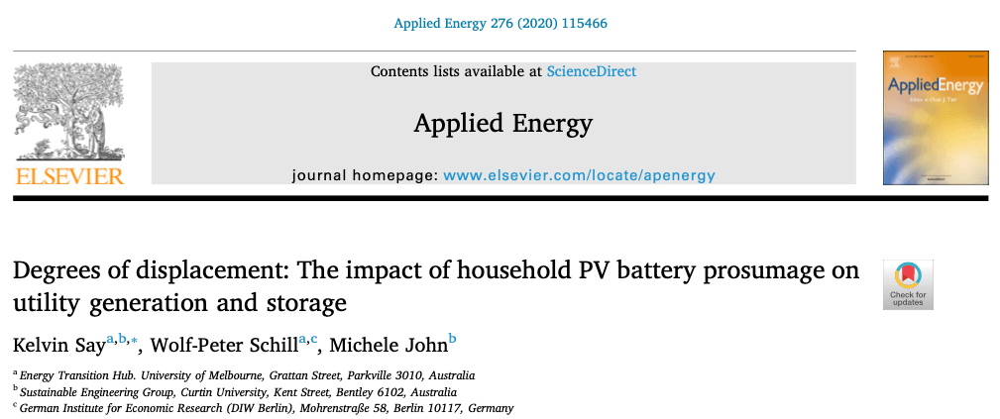 Applied Energy 276 (2020) 115466
Contents lists available at ScienceDirect
Applied Energy
journal homepage: www.elsevier.com/locate/apenergy
ELSEVIER
AppliedEnergy
Degrees of displacement: The impact of household PV battery prosumage on
utility generation and storage
Check for
updates
Kelvin Say a,b,*, Wolf-Peter Schill a,c, Michele John b
a Energy Transition Hub. University of Melbourne, Grattan Street, Parkville 3010, Australia
b Sustainable Engineering Group, Curtin University, Kent Street, Bentley 6102, Australia
c German Institute for Economic Research (DIW Berlin), Mohrenstraße 58, Berlin 10117, Germany